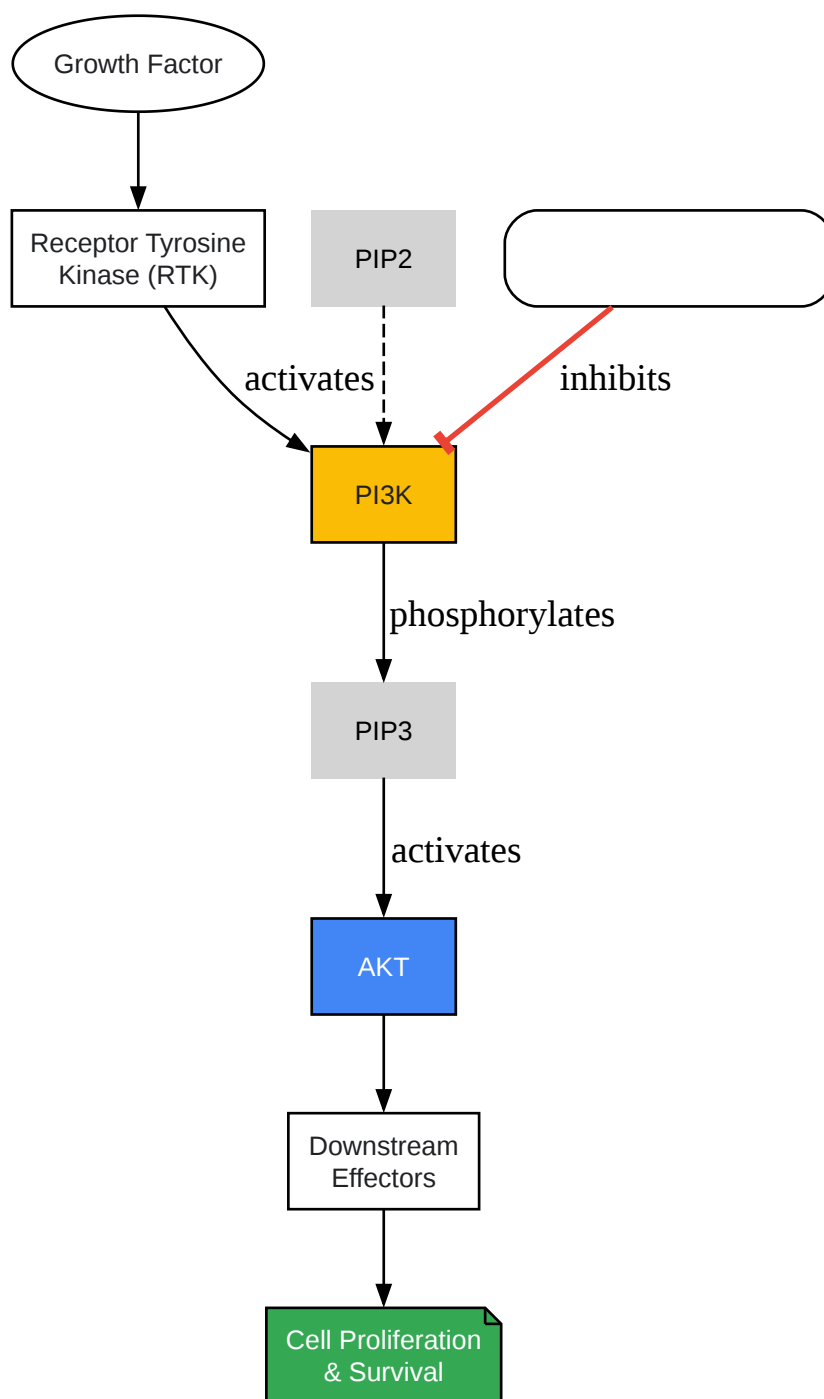 Growth Factor
Receptor Tyrosine
Kinase (RTK)
PIP2
activates
inhibits
PI3K
phosphorylates
PIP3
activates
AKT
Downstream
Effectors
Cell Proliferation
& Survival